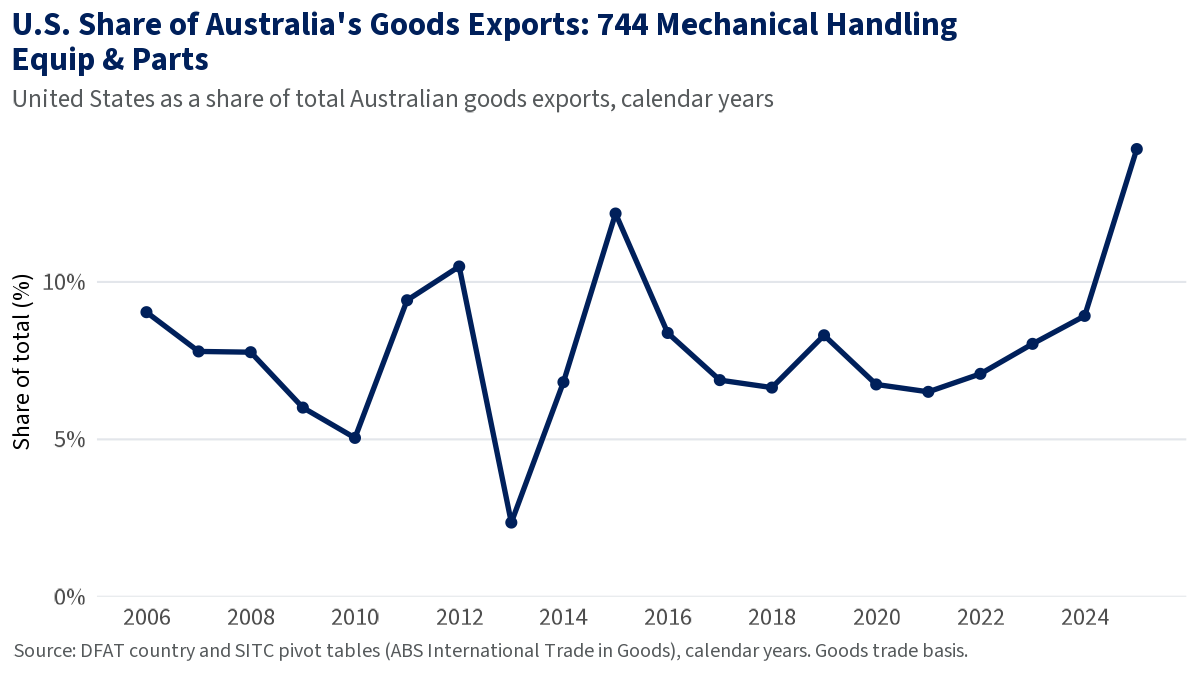 U.S. Share of Australia's Goods Exports: 744 Mechanical Handling
Equip & Parts
United States as a share of total Australian goods exports, calendar years
Share of total (%)
10%
5%
0%
2006 2008 2010 2012 2014 2016 2018 2020 2022 2024
Source: DFAT country and SITC pivot tables (ABS International Trade in Goods), calendar years. Goods trade basis.